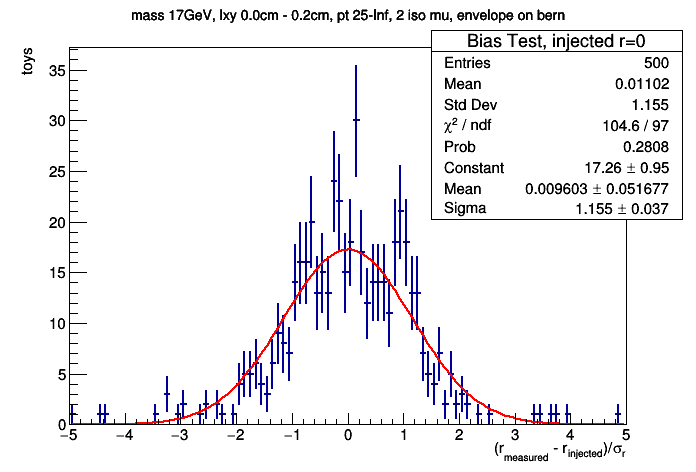 mass 17GeV, lxy 0.0cm - 0.2cm, pt 25-Inf, 2 iso mu, envelope on bern
Bias Test, injected r=0
Entries 500
Mean 0.01102
Std Dev 1.155
χ² / ndf 104.6 / 97
Prob 0.2808
Constant 17.26 ± 0.95
Mean 0.009603 ± 0.051677
Sigma 1.155 ± 0.037
toys
35
30
25
20
15
10
5
0
−5 −4 −3 −2 −1 0 1 2 3 4 5
(r_measured - r_injected)/σ_r